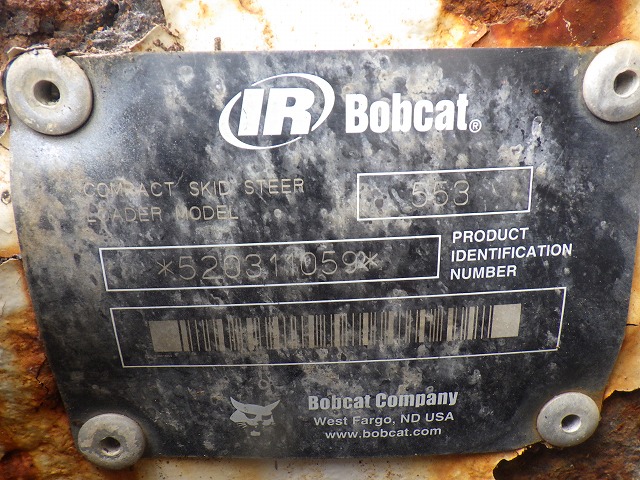 IR Bobcat®
COMPACT SKID STEER
LOADER MODEL
553
*520311059*
PRODUCT
IDENTIFICATION
NUMBER
Bobcat Company
West Fargo, ND USA
www.bobcat.com